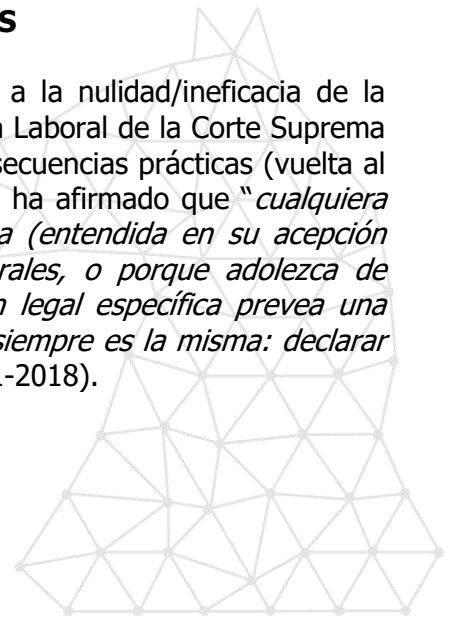 s
a la nulidad/ineficacia de la
Laboral de la Corte Suprema
secuencias prácticas (vuelta al
ha afirmado que “cualquiera
a (entendida en su acepción
rales, o porque adolezca de
legal específica prevea una
siempre es la misma: declarar
-2018).